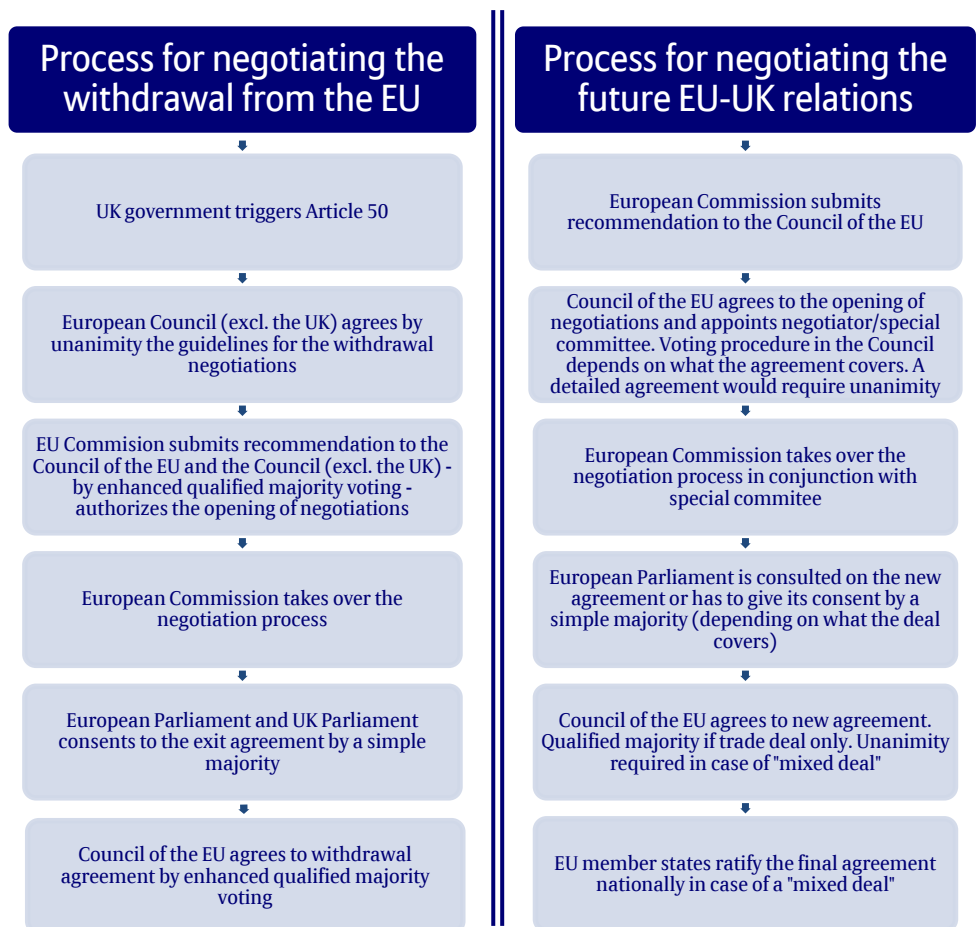 Process for negotiating the
withdrawal from the EU
UK government triggers Article 50
European Council (excl. the UK) agrees by
unanimity the guidelines for the withdrawal
negotiations
EU Commision submits recommendation to the
Council of the EU and the Council (excl. the UK) -
by enhanced qualified majority voting -
authorizes the opening of negotiations
European Commission takes over the
negotiation process
European Parliament and UK Parliament
consents to the exit agreement by a simple
majority
Council of the EU agrees to withdrawal
agreement by enhanced qualified majority
voting
Process for negotiating the
future EU-UK relations
European Commission submits
recommendation to the Council of the EU
Council of the EU agrees to the opening of
negotiations and appoints negotiator/special
committee. Voting procedure in the Council
depends on what the agreement covers. A
detailed agreement would require unanimity
European Commission takes over the
negotiation process in conjunction with
special commitee
European Parliament is consulted on the new
agreement or has to give its consent by a
simple majority (depending on what the deal
covers)
Council of the EU agrees to new agreement.
Qualified majority if trade deal only. Unanimity
required in case of "mixed deal"
EU member states ratify the final agreement
nationally in case of a "mixed deal"